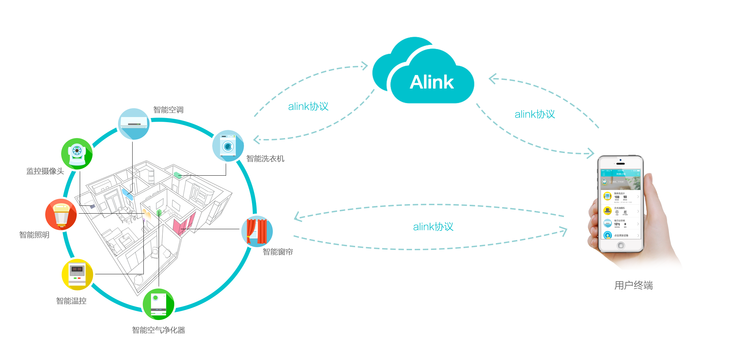 Alink
alink协议
alink协议
智能空调
智能洗衣机
监控摄像头
智能照明
alink协议
智能窗帘
用户终端
智能温控
智能空气净化器